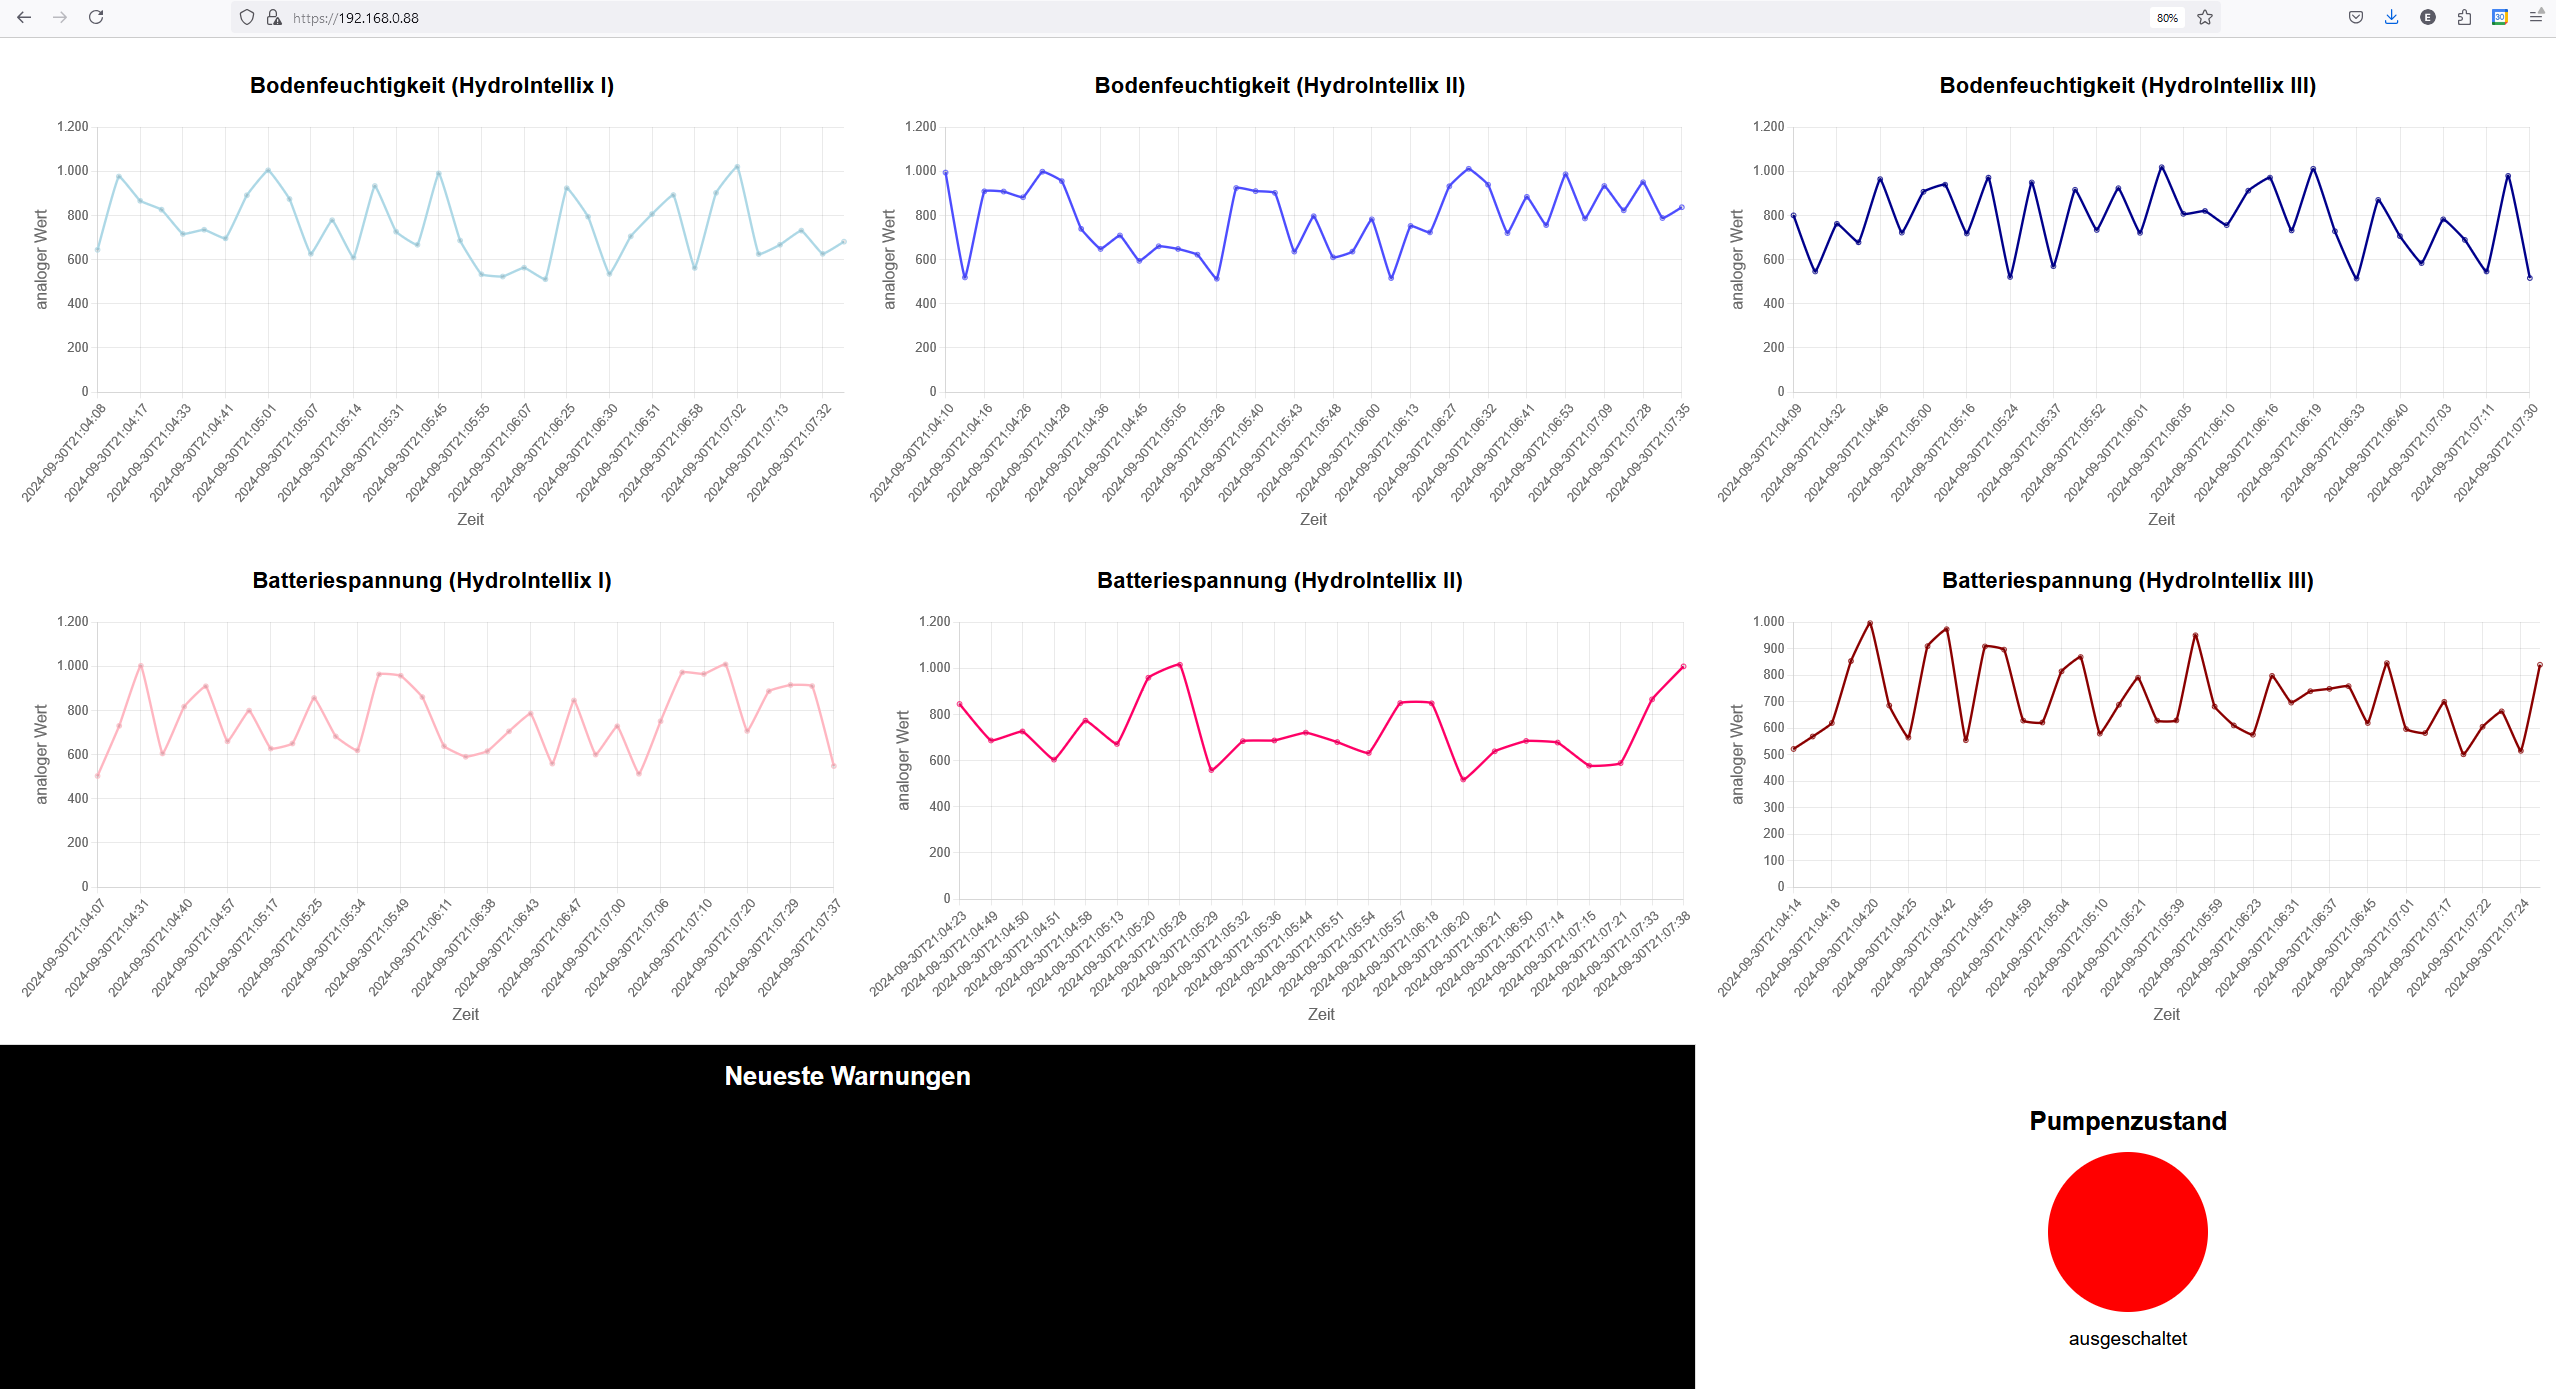 https://192.168.0.88
80%
E
30
Bodenfeuchtigkeit (HydroIntellix I)
1.200
1.000
800
600
400
200
0
analoger Wert
2024-09-30T21:04:08
2024-09-30T21:04:17
2024-09-30T21:04:33
2024-09-30T21:04:41
2024-09-30T21:05:01
2024-09-30T21:05:07
2024-09-30T21:05:14
2024-09-30T21:05:31
2024-09-30T21:05:45
2024-09-30T21:05:55
2024-09-30T21:06:07
2024-09-30T21:06:25
2024-09-30T21:06:30
2024-09-30T21:06:51
2024-09-30T21:06:58
2024-09-30T21:07:02
2024-09-30T21:07:13
2024-09-30T21:07:32
Zeit
Bodenfeuchtigkeit (HydroIntellix II)
1.200
1.000
800
600
400
200
0
analoger Wert
2024-09-30T21:04:10
2024-09-30T21:04:16
2024-09-30T21:04:26
2024-09-30T21:04:28
2024-09-30T21:04:36
2024-09-30T21:04:45
2024-09-30T21:05:05
2024-09-30T21:05:26
2024-09-30T21:05:40
2024-09-30T21:05:43
2024-09-30T21:05:48
2024-09-30T21:06:00
2024-09-30T21:06:13
2024-09-30T21:06:27
2024-09-30T21:06:32
2024-09-30T21:06:41
2024-09-30T21:06:53
2024-09-30T21:07:09
2024-09-30T21:07:28
2024-09-30T21:07:35
Zeit
Bodenfeuchtigkeit (HydroIntellix III)
1.200
1.000
800
600
400
200
0
analoger Wert
2024-09-30T21:04:09
2024-09-30T21:04:32
2024-09-30T21:04:46
2024-09-30T21:05:00
2024-09-30T21:05:16
2024-09-30T21:05:24
2024-09-30T21:05:37
2024-09-30T21:05:52
2024-09-30T21:06:01
2024-09-30T21:06:05
2024-09-30T21:06:10
2024-09-30T21:06:16
2024-09-30T21:06:19
2024-09-30T21:06:33
2024-09-30T21:06:40
2024-09-30T21:07:03
2024-09-30T21:07:11
2024-09-30T21:07:30
Zeit
Batteriespannung (HydroIntellix I)
1.200
1.000
800
600
400
200
0
analoger Wert
2024-09-30T21:04:07
2024-09-30T21:04:31
2024-09-30T21:04:40
2024-09-30T21:04:57
2024-09-30T21:05:17
2024-09-30T21:05:25
2024-09-30T21:05:34
2024-09-30T21:05:49
2024-09-30T21:06:11
2024-09-30T21:06:38
2024-09-30T21:06:43
2024-09-30T21:06:47
2024-09-30T21:07:00
2024-09-30T21:07:06
2024-09-30T21:07:10
2024-09-30T21:07:20
2024-09-30T21:07:29
2024-09-30T21:07:37
Zeit
Batteriespannung (HydroIntellix II)
1.200
1.000
800
600
400
200
0
analoger Wert
2024-09-30T21:04:23
2024-09-30T21:04:49
2024-09-30T21:04:50
2024-09-30T21:04:51
2024-09-30T21:04:58
2024-09-30T21:05:13
2024-09-30T21:05:20
2024-09-30T21:05:28
2024-09-30T21:05:29
2024-09-30T21:05:32
2024-09-30T21:05:36
2024-09-30T21:05:44
2024-09-30T21:05:51
2024-09-30T21:05:54
2024-09-30T21:05:57
2024-09-30T21:06:18
2024-09-30T21:06:20
2024-09-30T21:06:21
2024-09-30T21:06:50
2024-09-30T21:07:14
2024-09-30T21:07:15
2024-09-30T21:07:21
2024-09-30T21:07:33
2024-09-30T21:07:38
Zeit
Batteriespannung (HydroIntellix III)
1.000
900
800
700
600
500
400
300
200
100
0
analoger Wert
2024-09-30T21:04:14
2024-09-30T21:04:18
2024-09-30T21:04:20
2024-09-30T21:04:25
2024-09-30T21:04:42
2024-09-30T21:04:55
2024-09-30T21:04:59
2024-09-30T21:05:04
2024-09-30T21:05:10
2024-09-30T21:05:21
2024-09-30T21:05:39
2024-09-30T21:05:59
2024-09-30T21:06:23
2024-09-30T21:06:31
2024-09-30T21:06:37
2024-09-30T21:06:45
2024-09-30T21:07:01
2024-09-30T21:07:17
2024-09-30T21:07:22
2024-09-30T21:07:24
Zeit
Neueste Warnungen
Pumpenzustand
ausgeschaltet